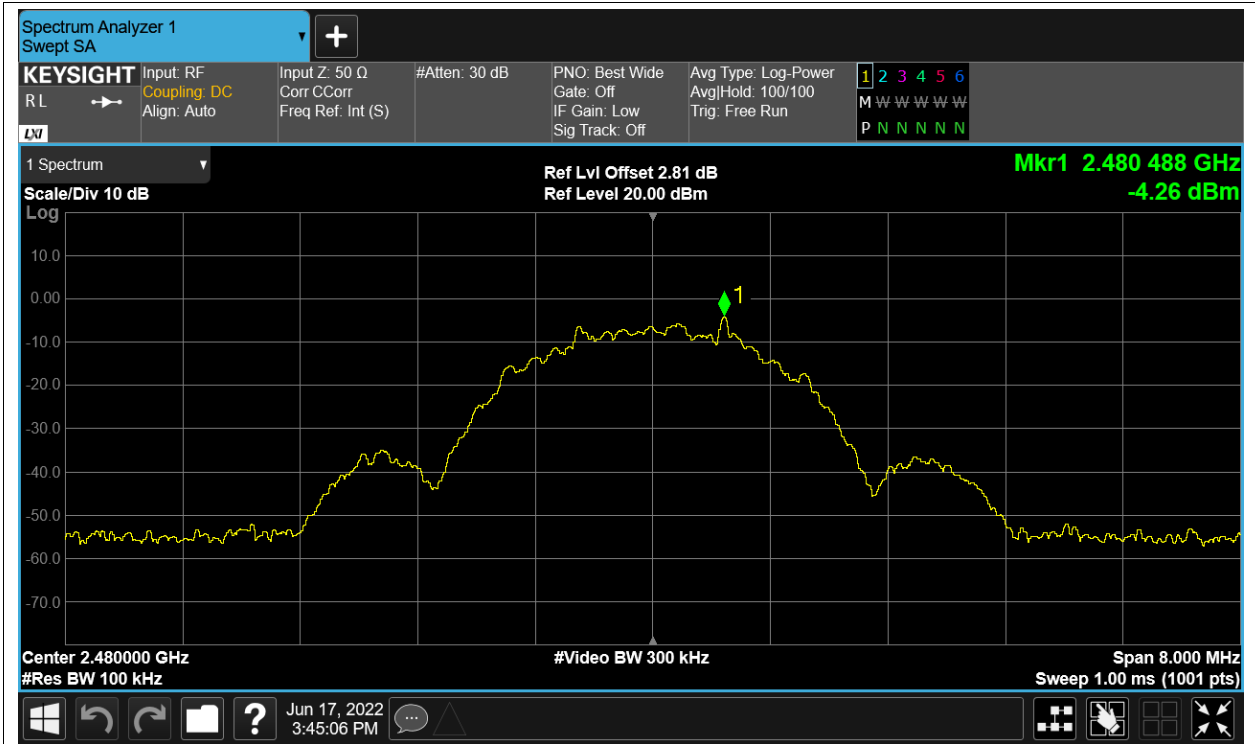 Spectrum Analyzer 1
Swept SA
+
KEYSIGHT
R L
LXI
Input: RF
Coupling: DC
Align: Auto
Input Z: 50 Ω
Corr CCorr
Freq Ref: Int (S)
#Atten: 30 dB
PNO: Best Wide
Gate: Off
IF Gain: Low
Sig Track: Off
Avg Type: Log-Power
Avg|Hold: 100/100
Trig: Free Run
1 2 3 4 5 6
M W W W W W W
P N N N N N
1 Spectrum
Scale/Div 10 dB
Log
Ref Lvl Offset 2.81 dB
Ref Level 20.00 dBm
Mkr1 2.480 488 GHz
-4.26 dBm
10.0
0.00
-10.0
-20.0
-30.0
-40.0
-50.0
-60.0
-70.0
1
Center 2.480000 GHz
#Res BW 100 kHz
#Video BW 300 kHz
Span 8.000 MHz
Sweep 1.00 ms (1001 pts)
?
Jun 17, 2022
3:45:06 PM